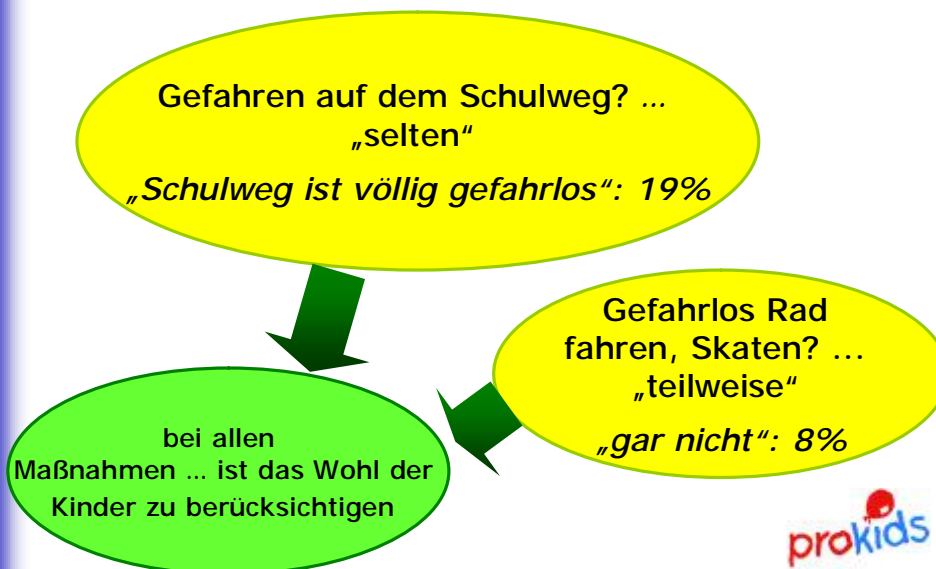 Gefahren auf dem Schulweg? ...
„selten“
„Schulweg ist völlig gefahrlos“: 19%
Gefahrlos Rad
fahren, Skaten? ...
„teilweise“
„gar nicht“: 8%
bei allen
Maßnahmen ... ist das Wohl der
Kinder zu berücksichtigen
prokids